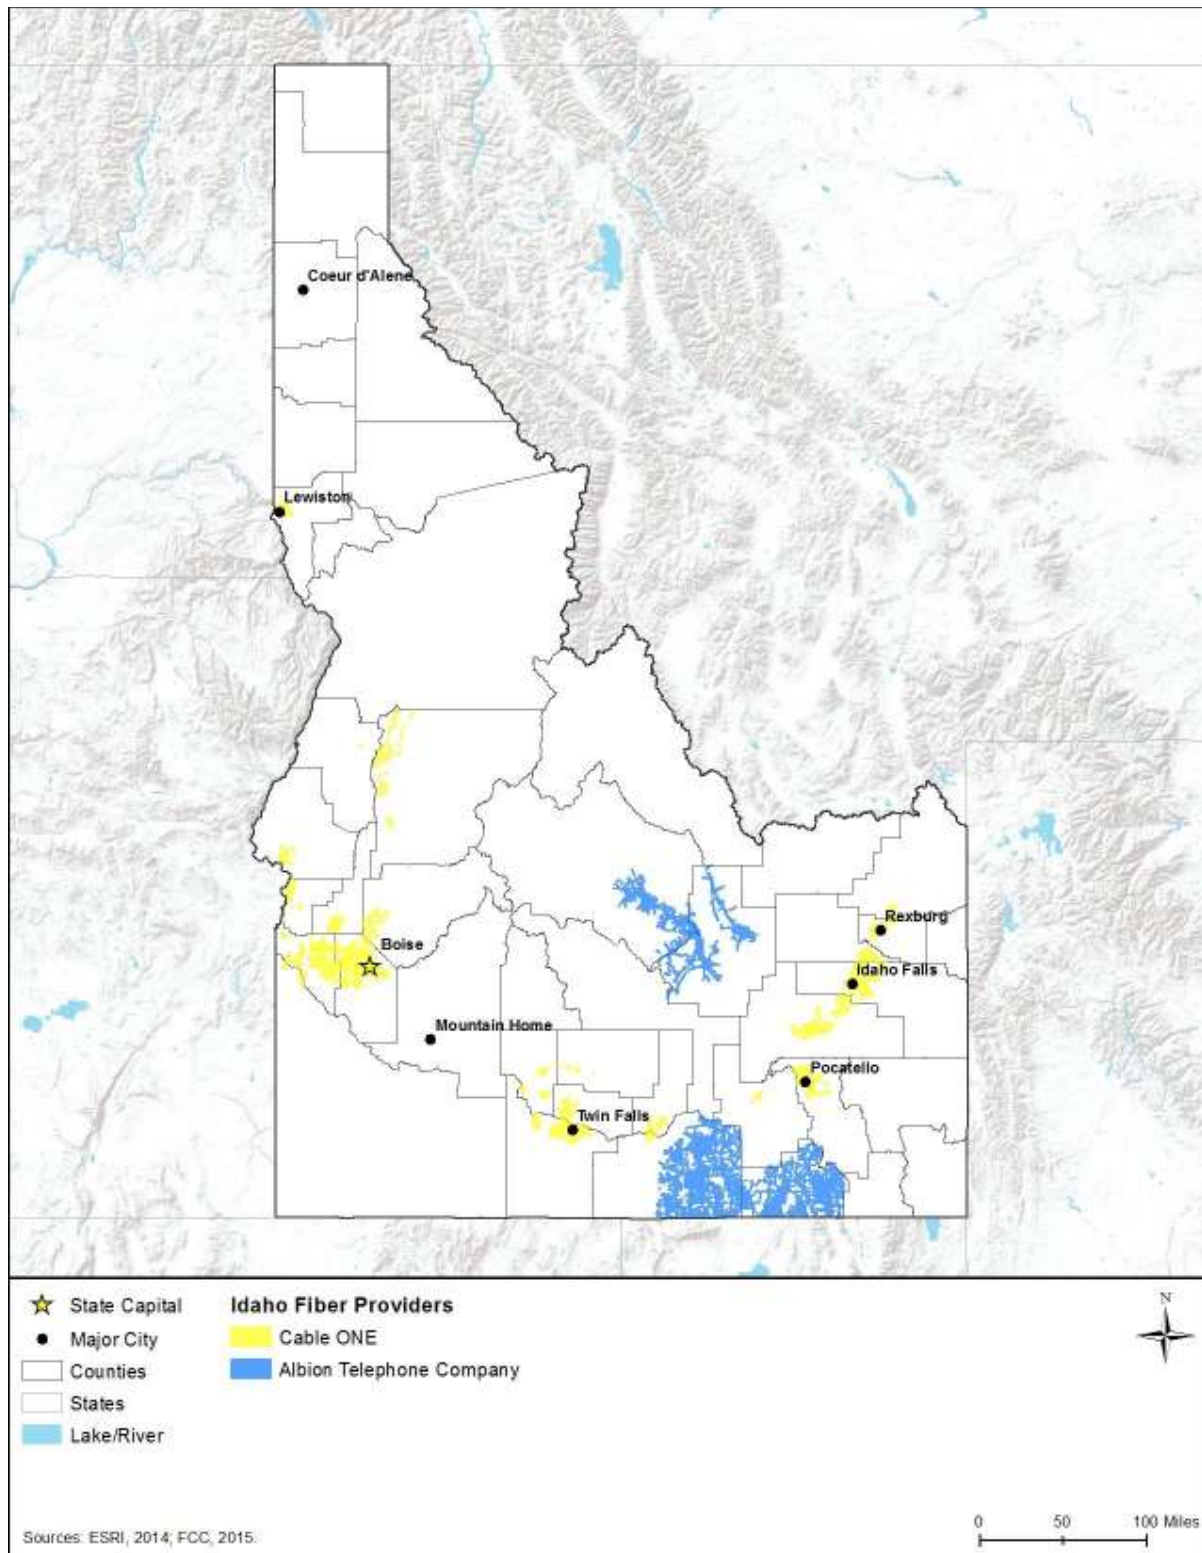 Coeur d'Alene
Lewiston
Boise
Rexburg
Idaho Falls
Mountain Home
Pocatello
Twin Falls
State Capital
Major City
Counties
States
Lake/River
Idaho Fiber Providers
Cable ONE
Albion Telephone Company
N
Sources: ESRI, 2014; FCC, 2015.
0 50 100 Miles